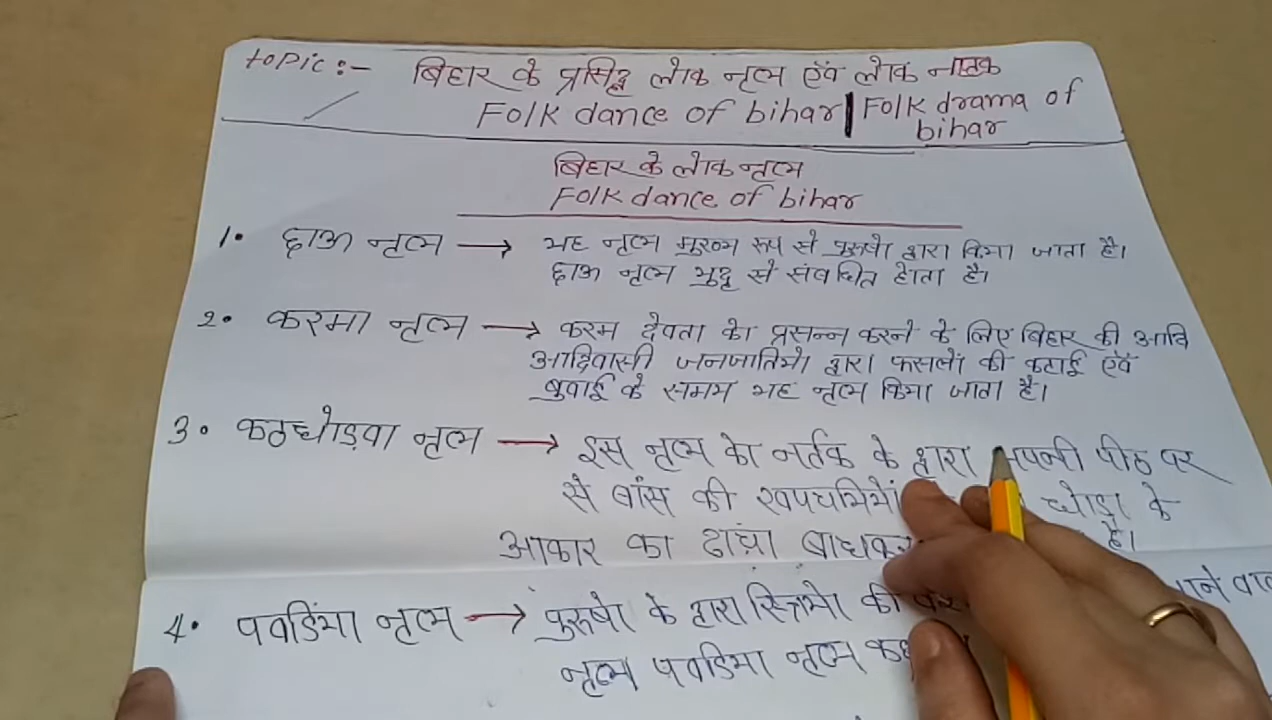 topic:- बिहार के प्रसिद्ध लोक नृत्य एवं लोक नाटक
Folk dance of bihar | Folk drama of bihar
बिहार के लोक नृत्य
Folk dance of bihar
1. छाऊ नृत्य → यह नृत्य मुख्य रूप से पुरुषो द्वारा किया जाता है।
छाऊ नृत्य युद्ध से संबधित होता है।
2. करमा नृत्य → करम देवता को प्रसन्न करने के लिए बिहार की आदि
आदिवासी जनजातियो द्वारा फसलों की कटाई एवं
बुवाई के समय यह नृत्य किया जाता है।
3. कठघोड़वा नृत्य → इस नृत्य को नर्तक के द्वारा अपनी पीठ पर
से बांस की खपचयियों घोड़ा के
आकार का ढांचा बाधकर है।
4. पवडिया नृत्य → पुरुषो के द्वारा स्त्रियो की
नृत्य पवडिया नृत्य